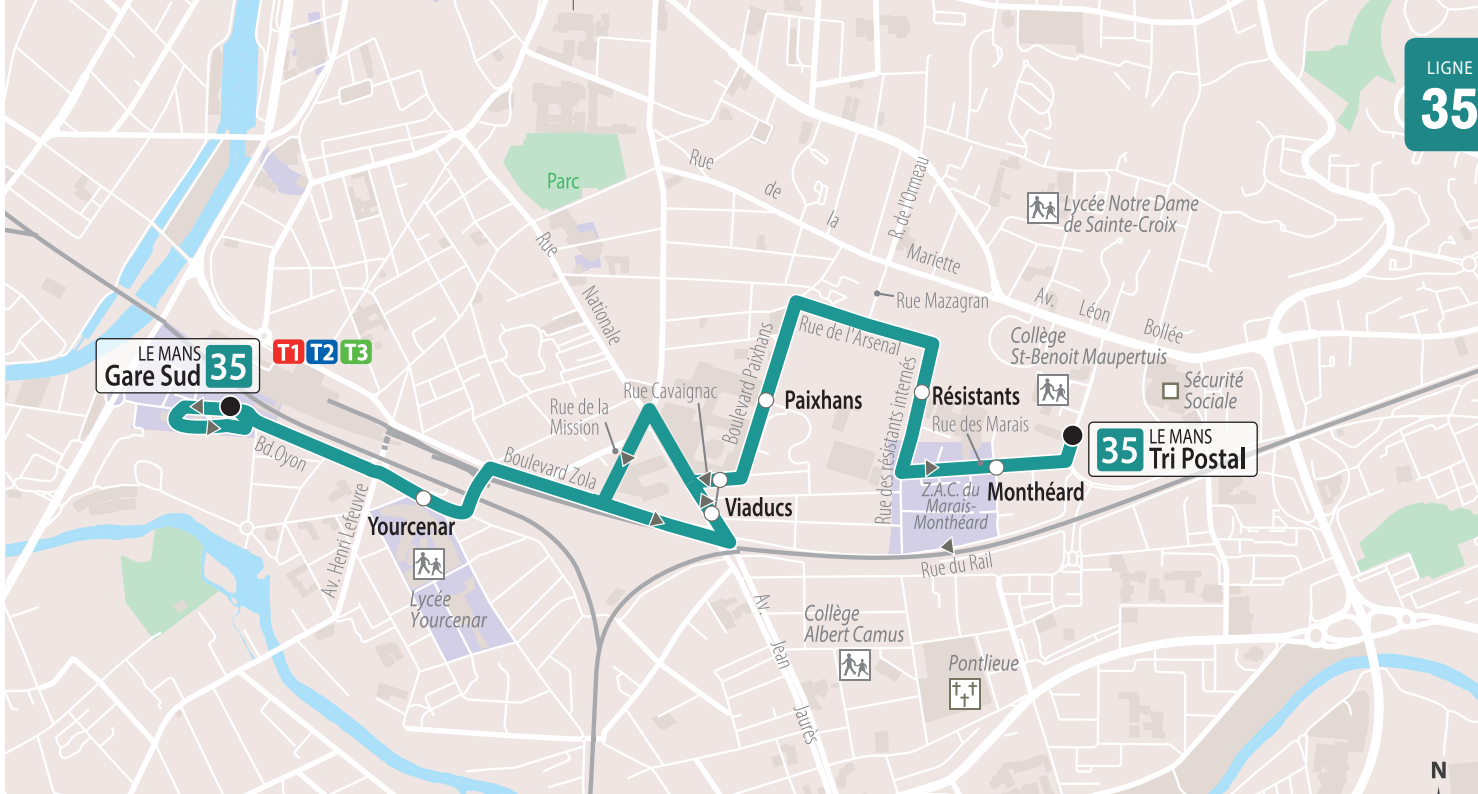 LIGNE
35
Parc
Rue
de
la
Mariette
R. de l'Ormeau
Lycée Notre Dame
de Sainte-Croix
Rue
Nationale
Rue Mazagran
Av.
Léon
Bollée
LE MANS
Gare Sud
35
T1 T2 T3
Rue de l'Arsenal
Collège
St-Benoit Maupertuis
Sécurité
Sociale
Rue Cavaignac
Boulevard Paixhans
Paixhans
Résistants
Rue de la
Mission
Rue des résistants internés
Rue des Marais
35
LE MANS
Tri Postal
Bd.Oyon
Boulevard Zola
Viaducs
Monthéard
Z.A.C. du
Marais-
Monthéard
Yourcenar
Av. Henri Lefeuvre
Rue du Rail
Lycée
Yourcenar
Av.
Jean
Jaurès
Collège
Albert Camus
Pontlieue
N